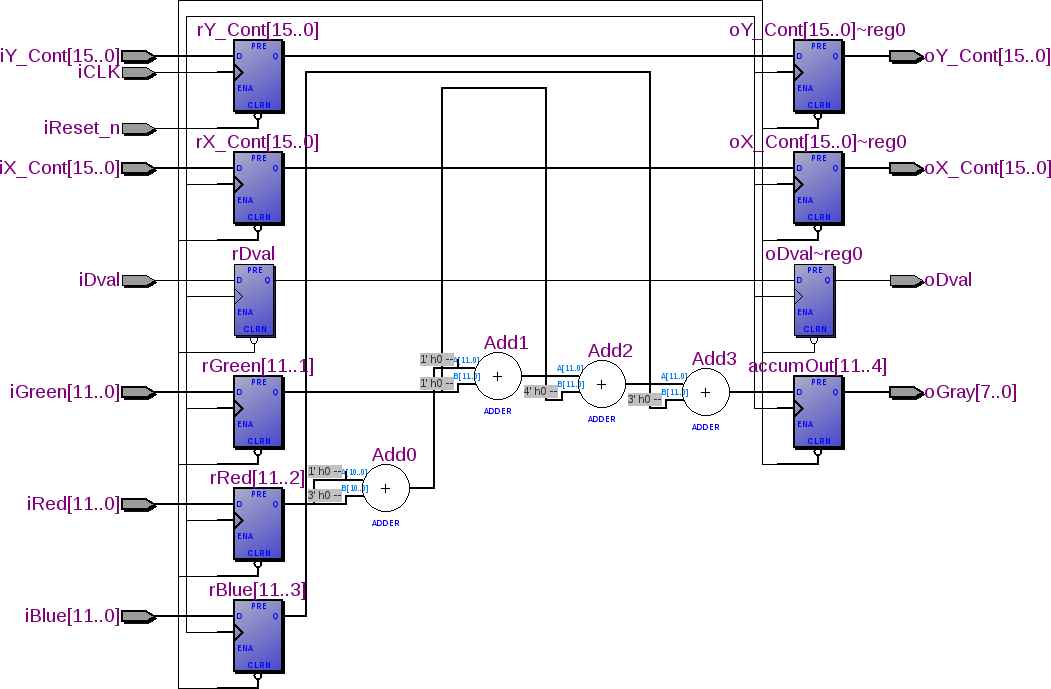 rY_Cont[15..0]
oY_Cont[15..0]~reg0
iY_Cont[15..0]
PRE
D Q
ENA
CLRN
PRE
D Q
ENA
CLRN
oY_Cont[15..0]
iCLK
iReset_n
rX_Cont[15..0]
oX_Cont[15..0]~reg0
iX_Cont[15..0]
PRE
D Q
ENA
CLRN
PRE
D Q
ENA
CLRN
oX_Cont[15..0]
rDval
oDval~reg0
iDval
PRE
D Q
ENA
CLRN
PRE
D Q
ENA
CLRN
oDval
Add1
Add2
Add3
1' h0 --
A[11..0]
B[11..0]
1' h0 --
+
ADDER
A[11..0]
B[11..0]
4' h0 --
+
ADDER
A[11..0]
B[11..0]
3' h0 --
+
ADDER
rGreen[11..1]
accumOut[11..4]
iGreen[11..0]
PRE
D Q
ENA
CLRN
PRE
D Q
ENA
CLRN
oGray[7..0]
Add0
1' h0 --
A[10..0]
B[10..0]
3' h0 --
+
ADDER
rRed[11..2]
iRed[11..0]
PRE
D Q
ENA
CLRN
rBlue[11..3]
iBlue[11..0]
PRE
D Q
ENA
CLRN